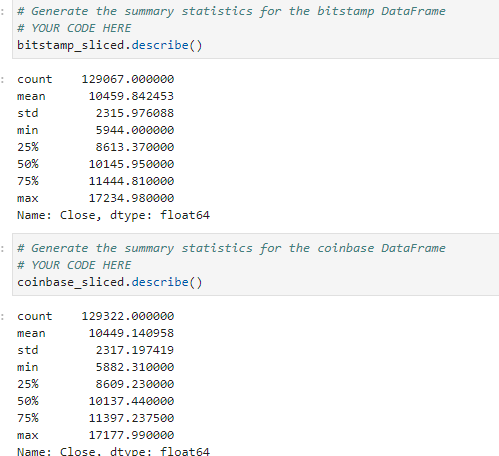 : # Generate the summary statistics for the bitstamp DataFrame
# YOUR CODE HERE
bitstamp_sliced.describe()
: count    129067.000000
mean      10459.842453
std        2315.976088
min        5944.000000
25%        8613.370000
50%       10145.950000
75%       11444.810000
max       17234.980000
Name: Close, dtype: float64
: # Generate the summary statistics for the coinbase DataFrame
# YOUR CODE HERE
coinbase_sliced.describe()
: count    129322.000000
mean      10449.140958
std        2317.197419
min        5882.310000
25%        8609.230000
50%       10137.440000
75%       11397.237500
max       17177.990000
Name: Close, dtype: float64